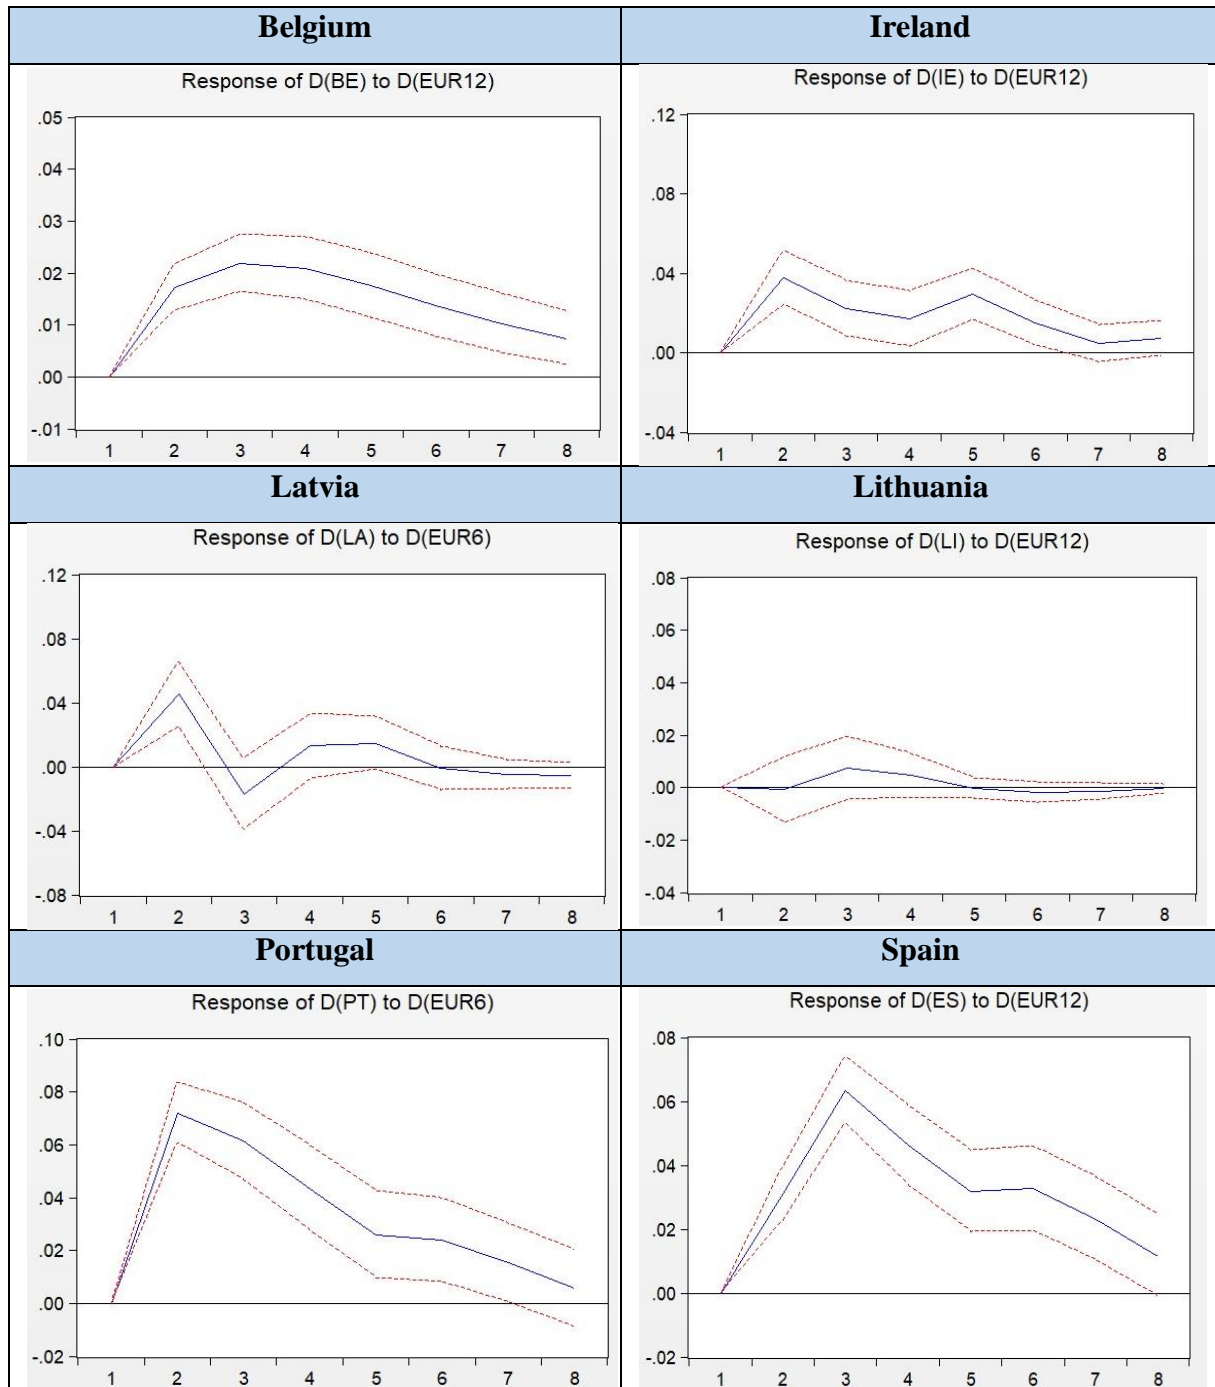 Belgium
Ireland
Response of D(BE) to D(EUR12)
.05
.04
.03
.02
.01
.00
-.01
1 2 3 4 5 6 7 8
Response of D(IE) to D(EUR12)
.12
.08
.04
.00
-.04
1 2 3 4 5 6 7 8
Latvia
Lithuania
Response of D(LA) to D(EUR6)
.12
.08
.04
.00
-.04
-.08
1 2 3 4 5 6 7 8
Response of D(LI) to D(EUR12)
.08
.06
.04
.02
.00
-.02
-.04
1 2 3 4 5 6 7 8
Portugal
Spain
Response of D(PT) to D(EUR6)
.10
.08
.06
.04
.02
.00
-.02
1 2 3 4 5 6 7 8
Response of D(ES) to D(EUR12)
.08
.06
.04
.02
.00
-.02
1 2 3 4 5 6 7 8